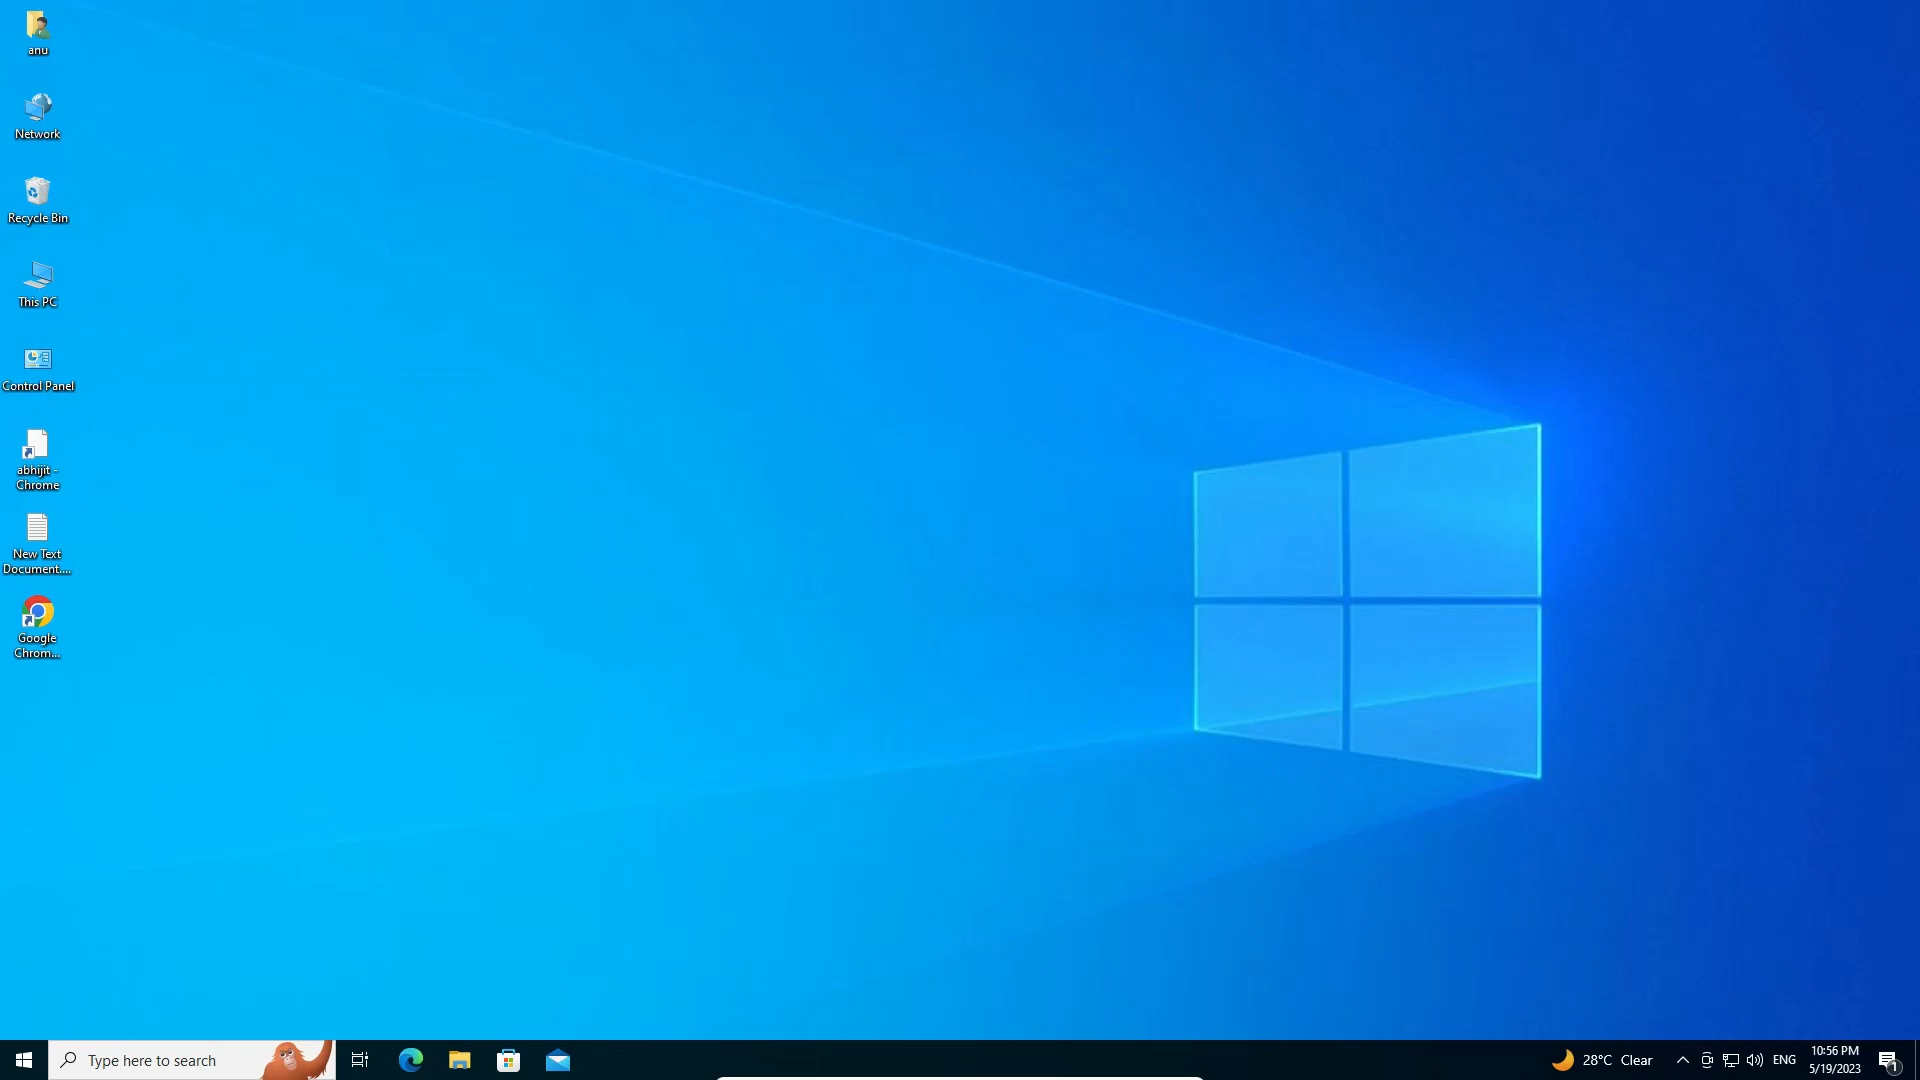 anu
Network
Recycle Bin
This PC
Control Panel
abhijit -
Chrome
New Text
Document....
Google
Chrom...
Type here to search
28°C Clear
ENG
10:56 PM
5/19/2023
1